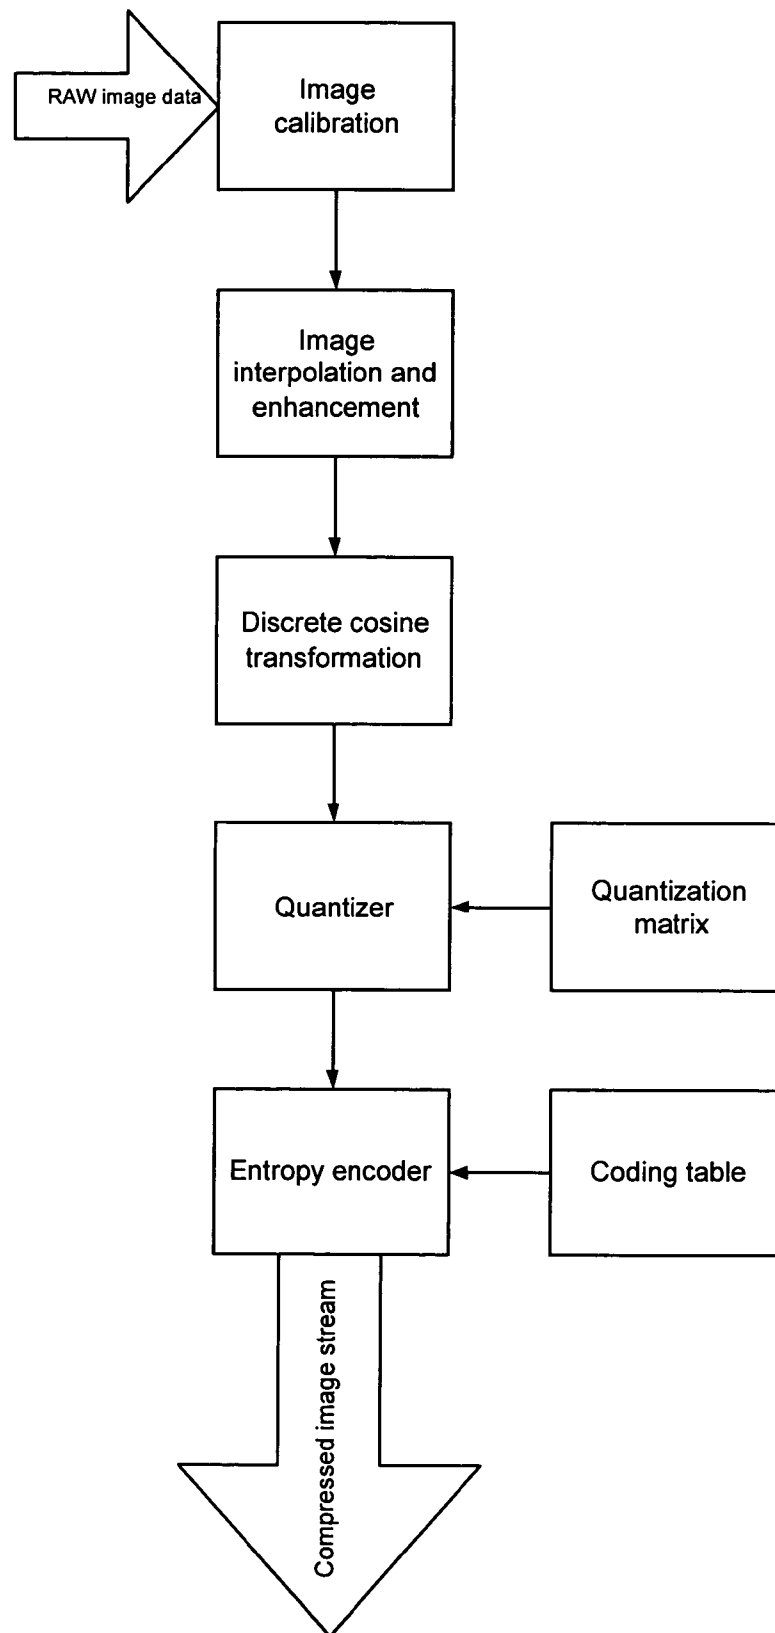 RAW image data
Image
calibration
Image
interpolation and
enhancement
Discrete cosine
transformation
Quantizer
Quantization
matrix
Entropy encoder
Coding table
Compressed image stream